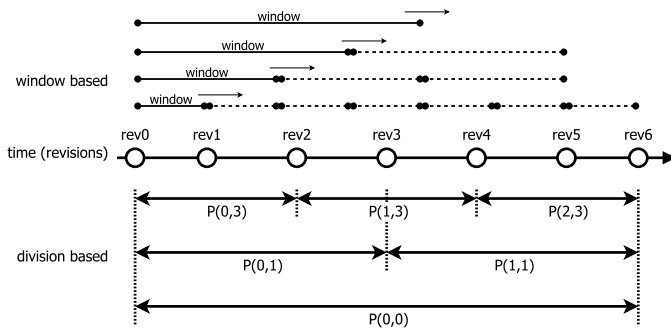 window
window
window
window based
window
rev0 rev1 rev2 rev3 rev4 rev5 rev6
time (revisions)
P(0,3) P(1,3) P(2,3)
division based
P(0,1) P(1,1)
P(0,0)